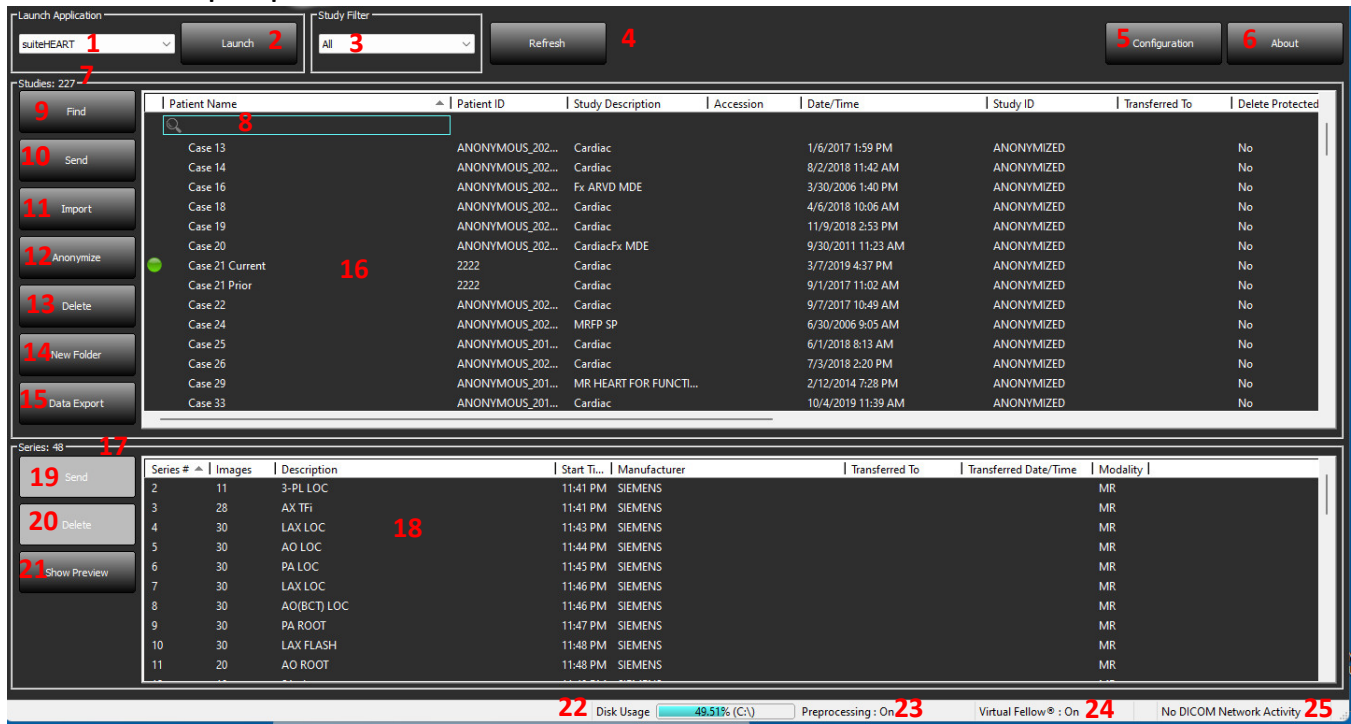 Launch Application
Study Filter
suiteHEART 1 Launch 2 All 3 Refresh 4 5 Configuration 6 About
Studies: 227 7
Patient Name Patient ID Study Description Accession Date/Time Study ID Transferred To Delete Protected
9 Find
8
Case 13 ANONYMOUS_202... Cardiac 1/6/2017 1:59 PM ANONYMIZED No
Case 14 ANONYMOUS_202... Cardiac 8/2/2018 11:42 AM ANONYMIZED No
10 Send
Case 16 ANONYMOUS_202... Fx ARVD MDE 3/30/2006 1:40 PM ANONYMIZED No
Case 18 ANONYMOUS_202... Cardiac 4/6/2018 10:06 AM ANONYMIZED No
11 Import
Case 19 ANONYMOUS_202... Cardiac 11/9/2018 2:53 PM ANONYMIZED No
Case 20 ANONYMOUS_202... CardiacFx MDE 9/30/2011 11:23 AM ANONYMIZED No
12 Anonymize
Case 21 Current 16 2222 Cardiac 3/7/2019 4:37 PM ANONYMIZED No
Case 21 Prior 2222 Cardiac 9/1/2017 11:02 AM ANONYMIZED No
13 Delete
Case 22 ANONYMOUS_202... Cardiac 9/7/2017 10:49 AM ANONYMIZED No
Case 24 ANONYMOUS_202... MRFP SP 6/30/2006 9:05 AM ANONYMIZED No
Case 25 ANONYMOUS_201... Cardiac 6/1/2018 8:13 AM ANONYMIZED No
14 New Folder
Case 26 ANONYMOUS_202... Cardiac 7/3/2018 2:20 PM ANONYMIZED No
Case 29 ANONYMOUS_201... MR HEART FOR FUNCTI... 2/12/2014 7:28 PM ANONYMIZED No
15 Data Export
Case 33 ANONYMOUS_201... Cardiac 10/4/2019 11:39 AM ANONYMIZED No
Series: 48 17
Series # Images Description Start Ti... Manufacturer Transferred To Transferred Date/Time Modality
19 Send
2 11 3-PL LOC 11:41 PM SIEMENS MR
3 28 AX TFi 11:41 PM SIEMENS MR
20 Delete
4 30 LAX LOC 18 11:43 PM SIEMENS MR
5 30 AO LOC 11:44 PM SIEMENS MR
21 Show Preview
6 30 PA LOC 11:45 PM SIEMENS MR
7 30 LAX LOC 11:46 PM SIEMENS MR
8 30 AO(BCT) LOC 11:46 PM SIEMENS MR
9 30 PA ROOT 11:47 PM SIEMENS MR
10 30 LAX FLASH 11:48 PM SIEMENS MR
11 20 AO ROOT 11:48 PM SIEMENS MR
22 Disk Usage 49.51% (C:\) Preprocessing : On 23 Virtual Fellow® : On 24 No DICOM Network Activity 25